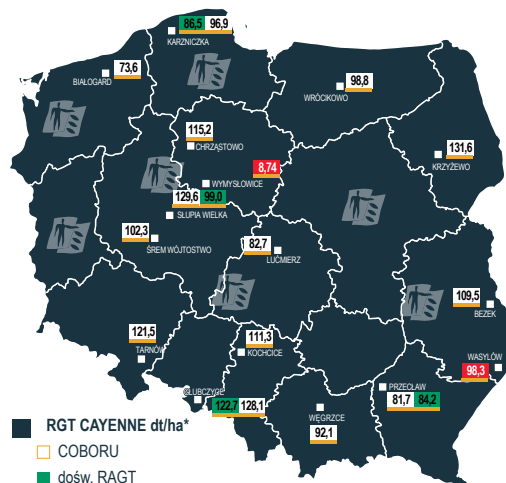 86,5 96,9
KARZNICZKA
73,6
BIAŁOGARD
98,8
WRÓCIKOWO
115,2
CHRZĄSTOWO
131,6
KRZYŻEWO
8,74
WYMYSŁOWICE
129,6 99,0
SŁUPIA WIELKA
102,3
ŚREM WÓJTOSTWO
82,7
LUĆMIERZ
109,5
BEZEK
121,5
TARNÓW
111,3
KOCHCICE
WASYLÓW
98,3
GŁUBCZYCE
122,7 128,1
PRZECŁAW
81,7 84,2
WĘGRZCE
92,1
RGT CAYENNE dt/ha*
COBORU
dośw. RAGT